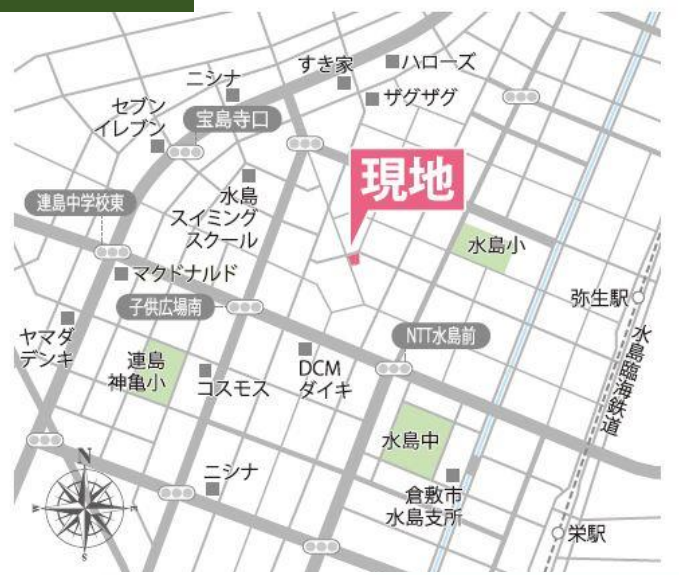 すき家
ハローズ
ニシナ
ザグザグ
セブン
イレブン
宝島寺口
現地
水島
スイミング
スクール
連島中学校東
水島小
マクドナルド
弥生駅
子供広場南
ヤマダ
デンキ
NTT水島前
水島臨海鉄道
連島
神亀小
コスモス
DCM
ダイキ
水島中
N
W
E
S
ニシナ
倉敷市
水島支所
栄駅